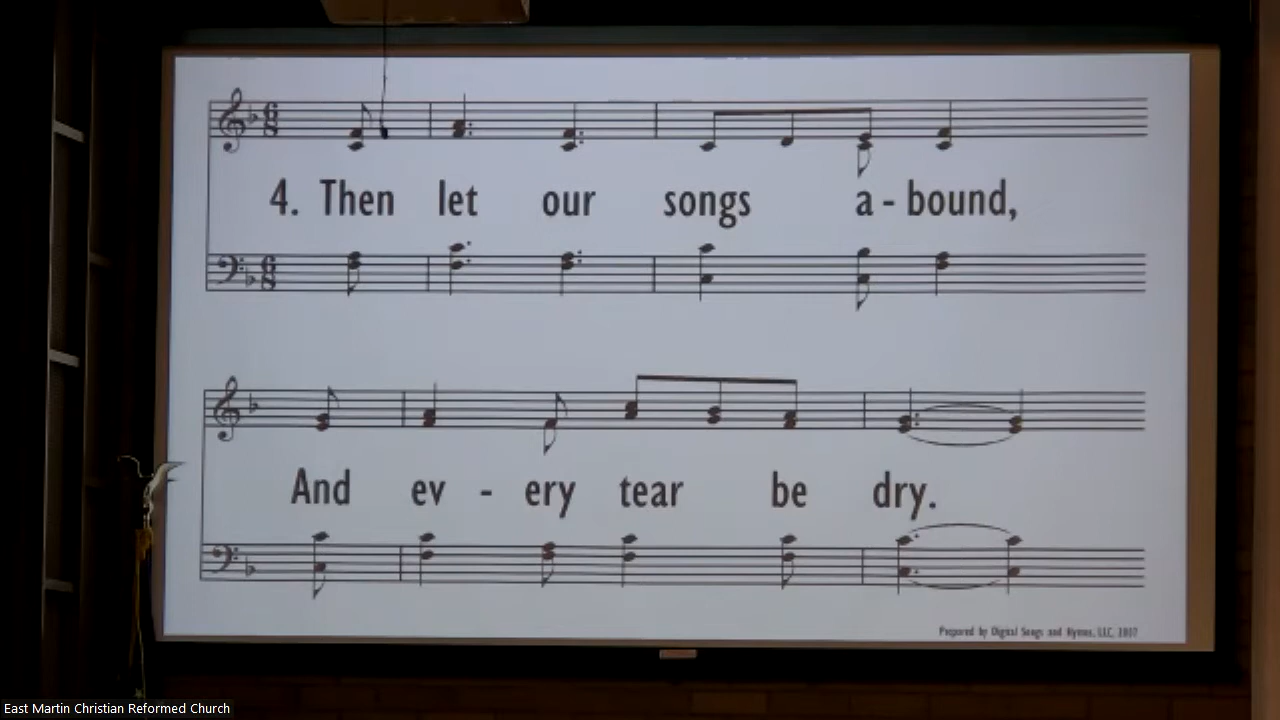 4. Then let our songs a - bound,
And ev - ery tear be dry.
Prepared by Digital Songs and Hymns, LLC, 2007
East Martin Christian Reformed Church